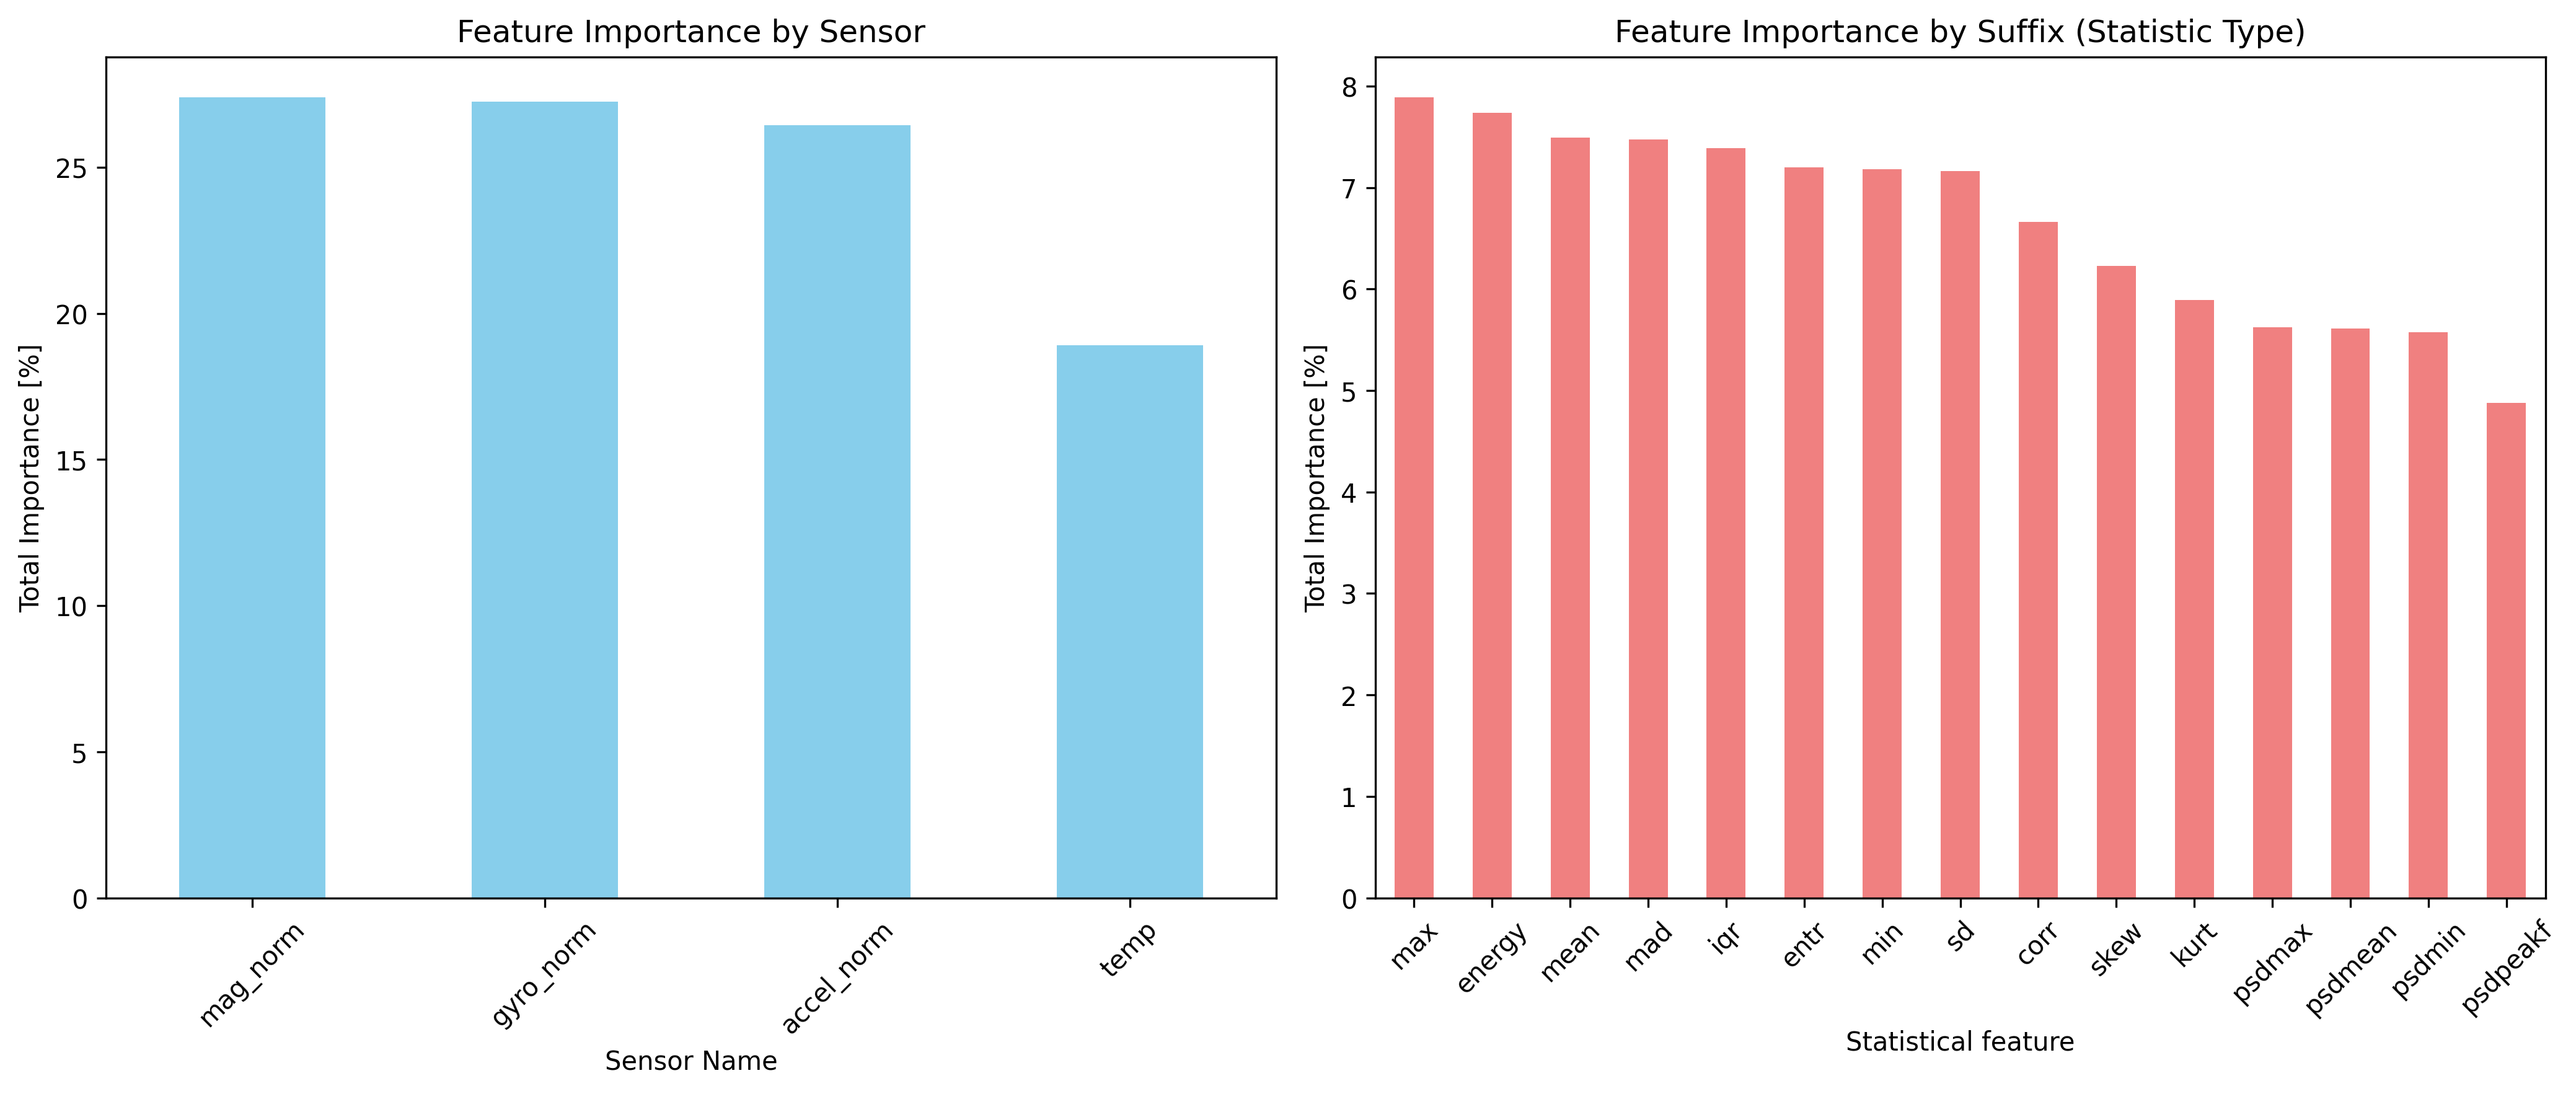 Feature Importance by Sensor
Total Importance [%]
25
20
15
10
5
0
mag_norm
gyro_norm
accel_norm
temp
Sensor Name
Feature Importance by Suffix (Statistic Type)
Total Importance [%]
8
7
6
5
4
3
2
1
0
max
energy
mean
mad
iqr
entr
min
sd
corr
skew
kurt
psdmax
psdmean
psdmin
psdpeakf
Statistical feature